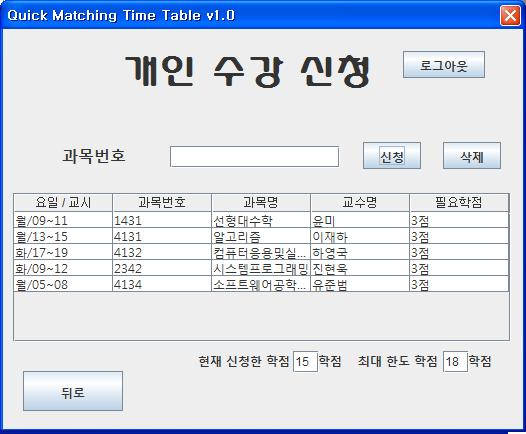 Quick Matching Time Table v1.0
개인 수강 신청
로그아웃
과목번호
신청
삭제
요일 / 교시 과목번호 과목명 교수명 필요학점
월/09~11 1431 선형대수학 윤미 3점
월/13~15 4131 알고리즘 이재하 3점
화/17~19 4132 컴퓨터응용및실... 하영국 3점
화/09~12 2342 시스템프로그래밍 진현욱 3점
월/05~08 4134 소프트웨어공학... 유준범 3점
현재 신청한 학점 15 학점 최대 한도 학점 18 학점
뒤로